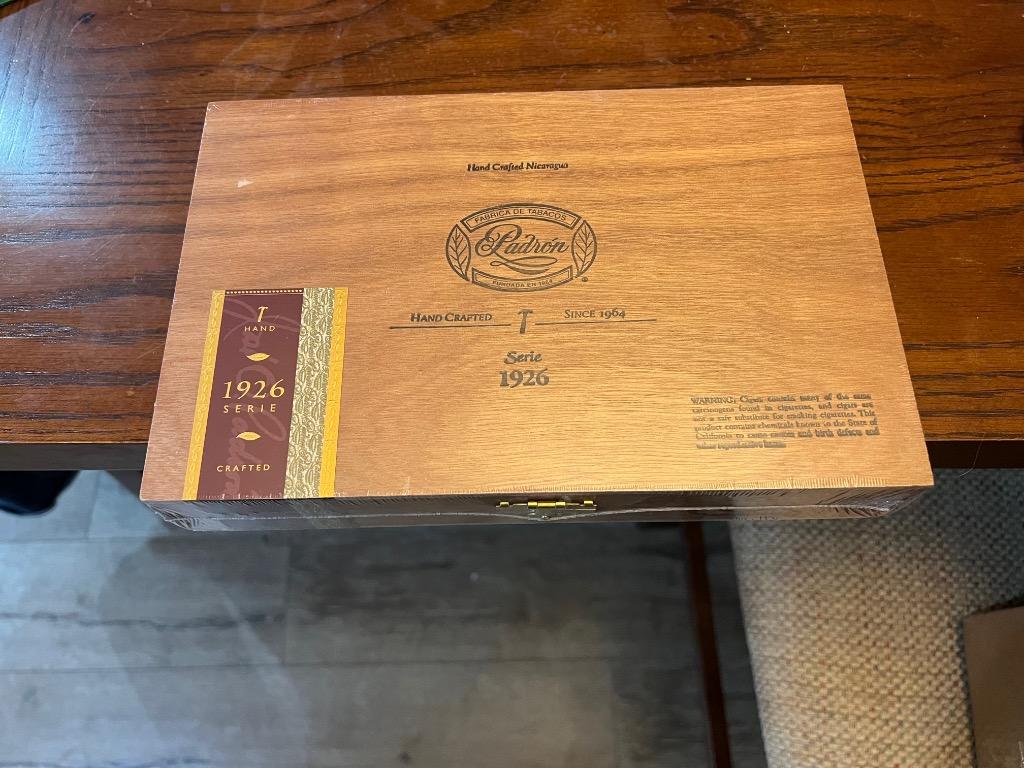 Hand Crafted Nicaragua
FABRICA DE TABACOS
Padrón
FUNDADA EN 1964
®
HAND CRAFTED
SINCE 1964
Serie
1926
HAND
1926
SERIE
CRAFTED
WARNING: Cigars contain many of the same
carcinogens found in cigarettes, and cigars are
not a safe substitute for smoking cigarettes. This
product contains chemicals known to the State of
California to cause cancer and birth defects and
other reproductive harm.